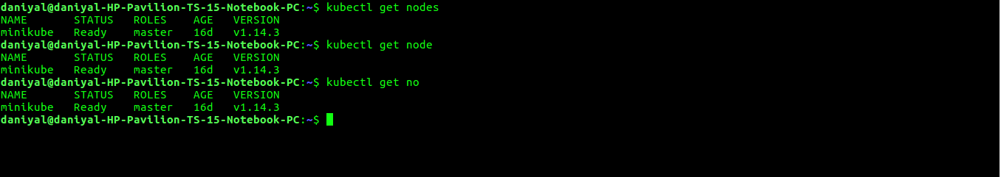 daniyal@daniyal-HP-Pavilion-TS-15-Notebook-PC:~$ kubectl get nodes
NAME       STATUS   ROLES    AGE   VERSION
minikube   Ready    master   16d   v1.14.3
daniyal@daniyal-HP-Pavilion-TS-15-Notebook-PC:~$ kubectl get node
NAME       STATUS   ROLES    AGE   VERSION
minikube   Ready    master   16d   v1.14.3
daniyal@daniyal-HP-Pavilion-TS-15-Notebook-PC:~$ kubectl get no
NAME       STATUS   ROLES    AGE   VERSION
minikube   Ready    master   16d   v1.14.3
daniyal@daniyal-HP-Pavilion-TS-15-Notebook-PC:~$